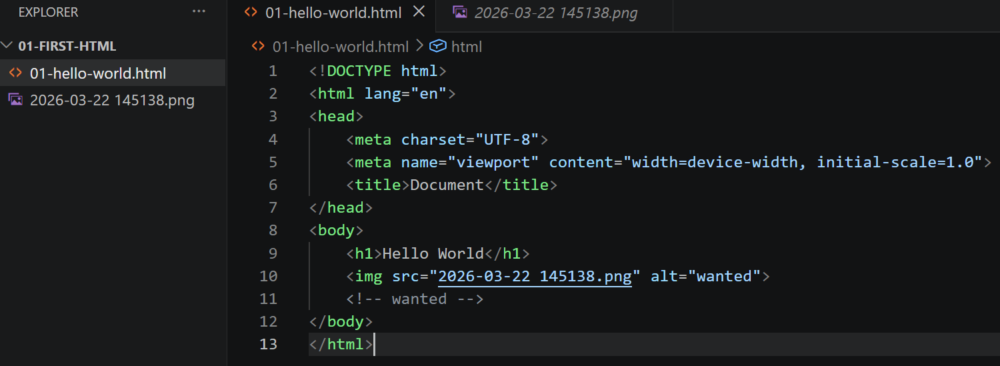 EXPLORER ···
01-FIRST-HTML
01-hello-world.html
2026-03-22 145138.png
01-hello-world.html
2026-03-22 145138.png
01-hello-world.html > html
1 <!DOCTYPE html>
2 <html lang="en">
3 <head>
4     <meta charset="UTF-8">
5     <meta name="viewport" content="width=device-width, initial-scale=1.0">
6     <title>Document</title>
7 </head>
8 <body>
9     <h1>Hello World</h1>
10     <img src="2026-03-22 145138.png" alt="wanted">
11     <!-- wanted -->
12 </body>
13 </html>